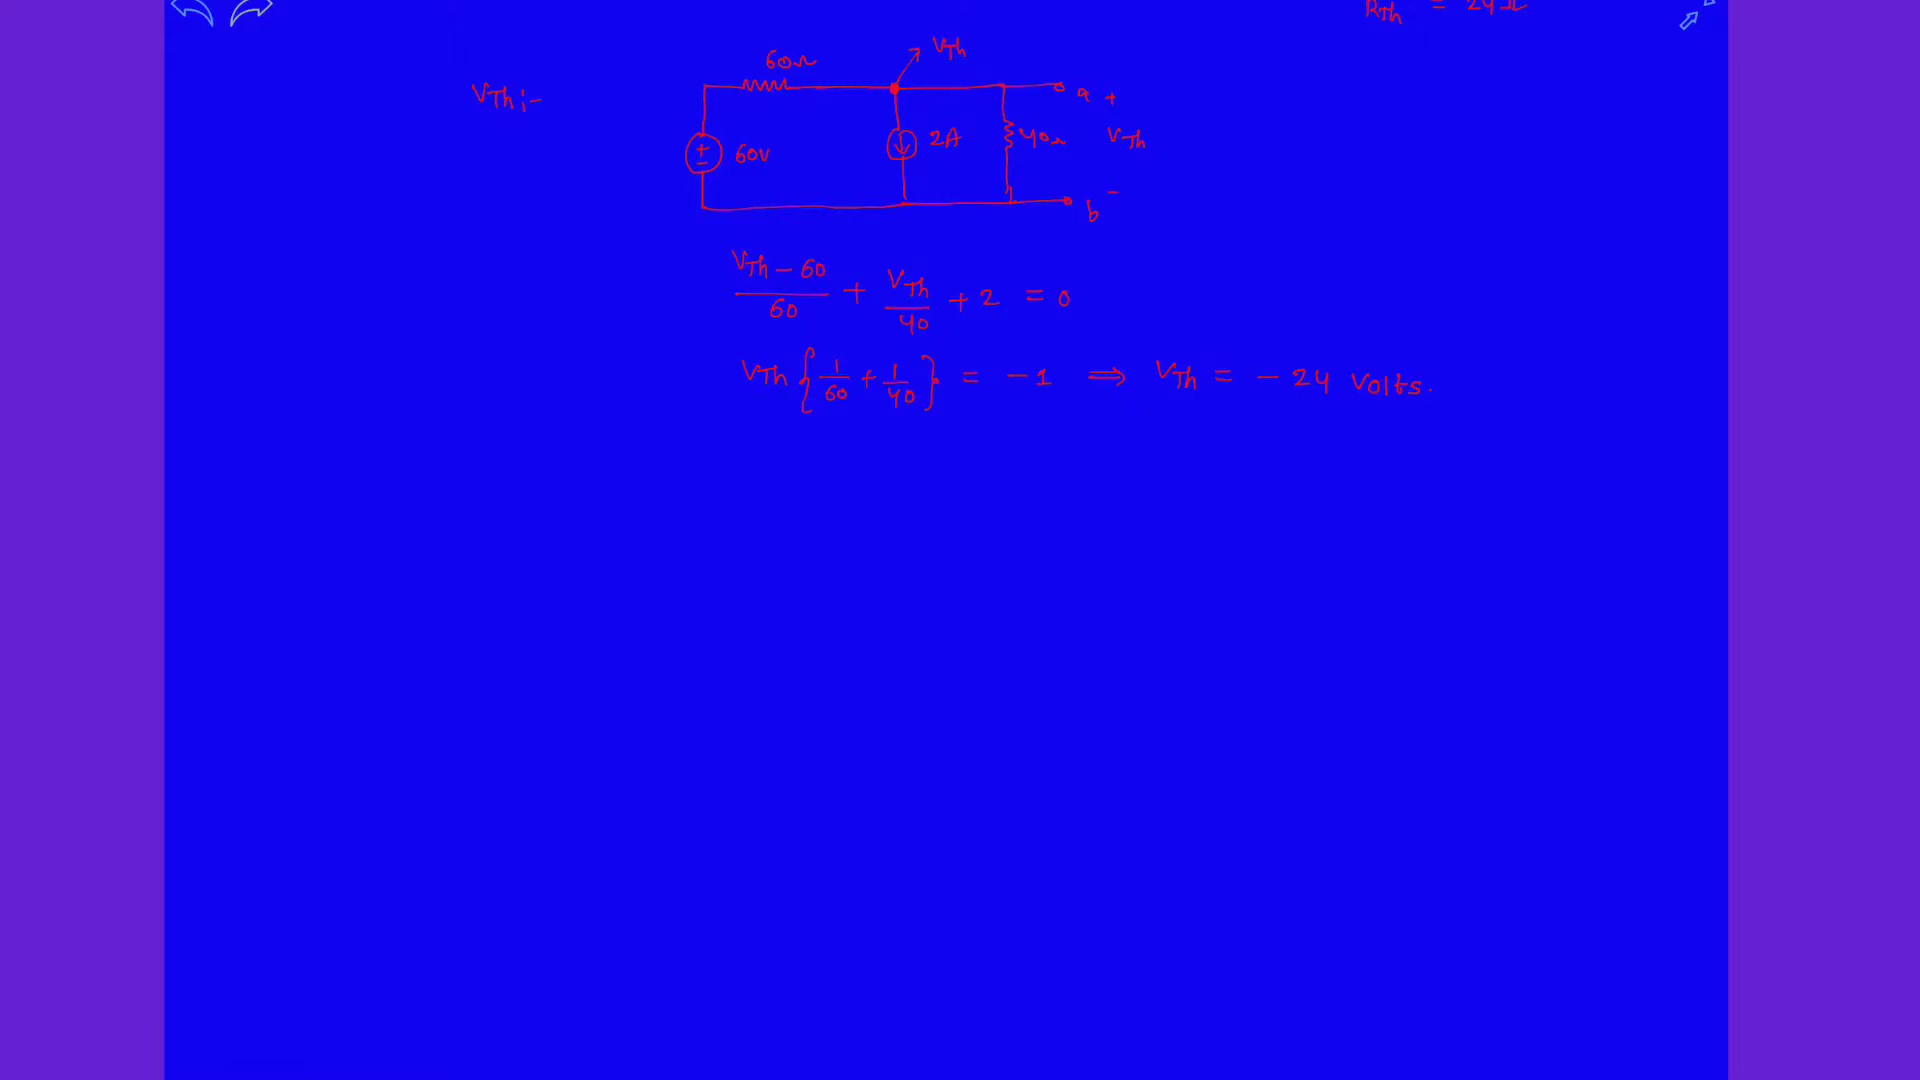 RTh = 24Ω
VTh
60Ω
VTh:-
a +
60V
2A
40Ω
VTh
b -
VTh - 60 / 60 + VTh / 40 + 2 = 0
VTh { 1/60 + 1/40 } = -1 ⟹ VTh = -24 Volts.